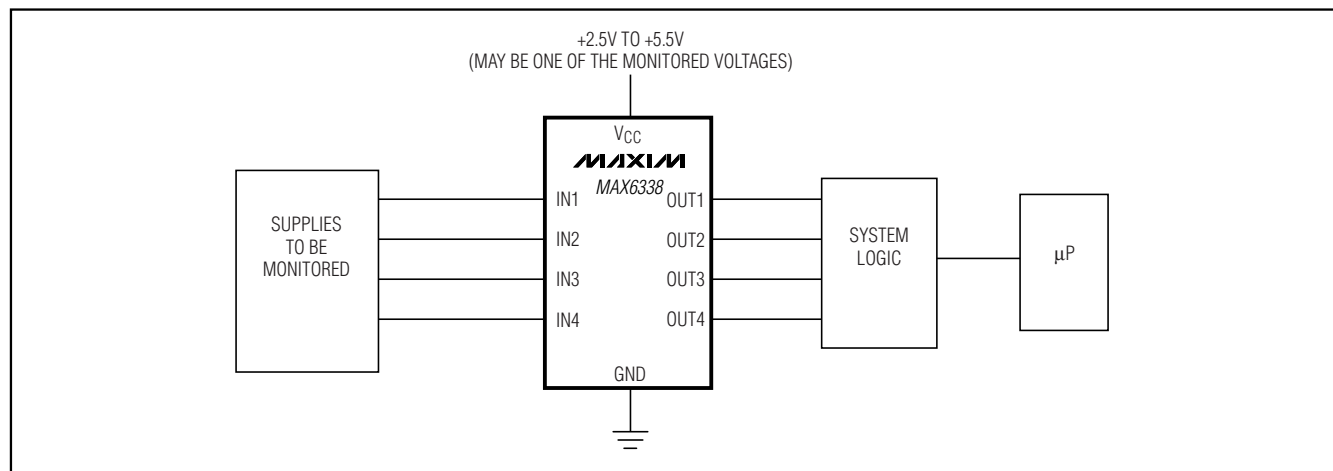 +2.5V TO +5.5V
(MAY BE ONE OF THE MONITORED VOLTAGES)
VCC
MAXIM
MAX6338
SUPPLIES
TO BE
MONITORED
IN1
IN2
IN3
IN4
OUT1
OUT2
OUT3
OUT4
GND
SYSTEM
LOGIC
μP